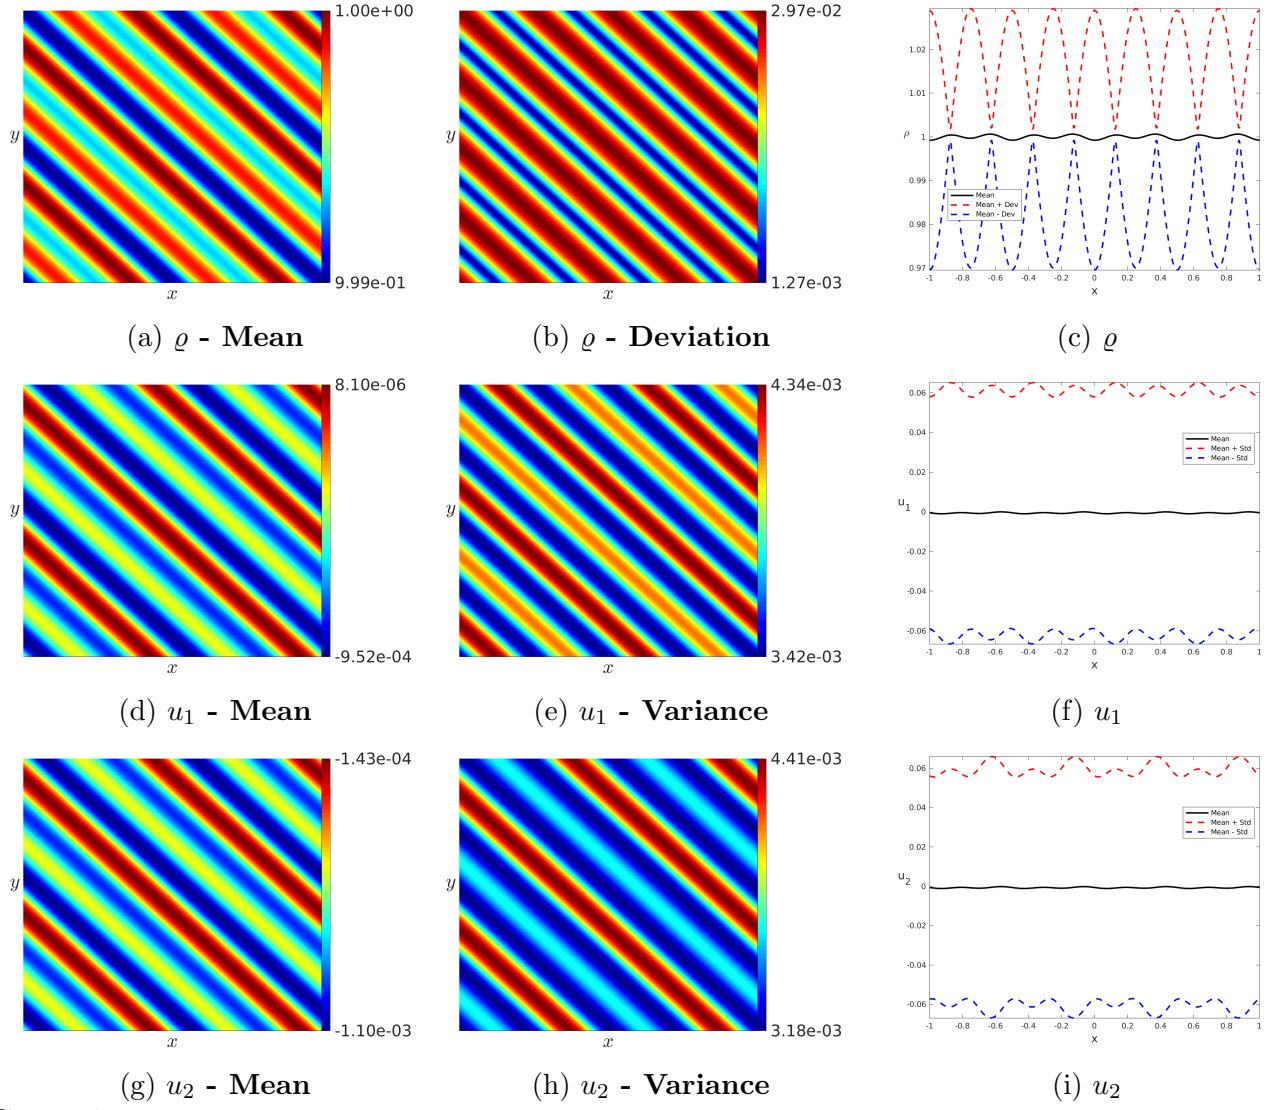 1.00e+00
y
9.99e-01
x
(a) ϱ - Mean
2.97e-02
y
1.27e-03
x
(b) ϱ - Deviation
1.02
1.01
1
0.99
0.98
0.97
ρ
Mean
Mean + Dev
Mean - Dev
-1 -0.8 -0.6 -0.4 -0.2 0 0.2 0.4 0.6 0.8 1
x
(c) ϱ
8.10e-06
y
-9.52e-04
x
(d) u₁ - Mean
4.34e-03
y
3.42e-03
x
(e) u₁ - Variance
0.06
0.04
0.02
0
-0.02
-0.04
-0.06
u₁
Mean
Mean + Std
Mean - Std
-1 -0.8 -0.6 -0.4 -0.2 0 0.2 0.4 0.6 0.8 1
x
(f) u₁
-1.43e-04
y
-1.10e-03
x
(g) u₂ - Mean
4.41e-03
y
3.18e-03
x
(h) u₂ - Variance
0.06
0.04
0.02
0
-0.02
-0.04
-0.06
u₂
Mean
Mean + Std
Mean - Std
-1 -0.8 -0.6 -0.4 -0.2 0 0.2 0.4 0.6 0.8 1
x
(i) u₂